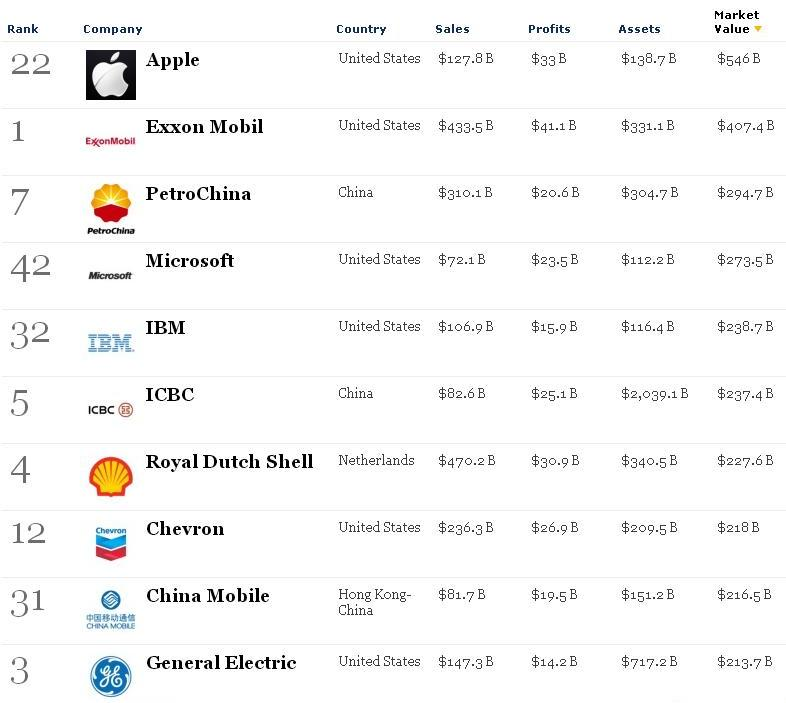 Rank Company Country Sales Profits Assets Market Value
22 Apple United States $127.8 B $33 B $138.7 B $546 B
1 ExxonMobil Exxon Mobil United States $433.5 B $41.1 B $331.1 B $407.4 B
7 PetroChina PetroChina China $310.1 B $20.6 B $304.7 B $294.7 B
42 Microsoft Microsoft United States $72.1 B $23.5 B $112.2 B $273.5 B
32 IBM IBM United States $106.9 B $15.9 B $116.4 B $238.7 B
5 ICBC ICBC China $82.6 B $25.1 B $2,039.1 B $237.4 B
4 Royal Dutch Shell Netherlands $470.2 B $30.9 B $340.5 B $227.6 B
12 Chevron Chevron United States $236.3 B $26.9 B $209.5 B $218 B
31 中国移动通信 CHINA MOBILE China Mobile Hong Kong-China $81.7 B $19.5 B $151.2 B $216.5 B
3 GE General Electric United States $147.3 B $14.2 B $717.2 B $213.7 B